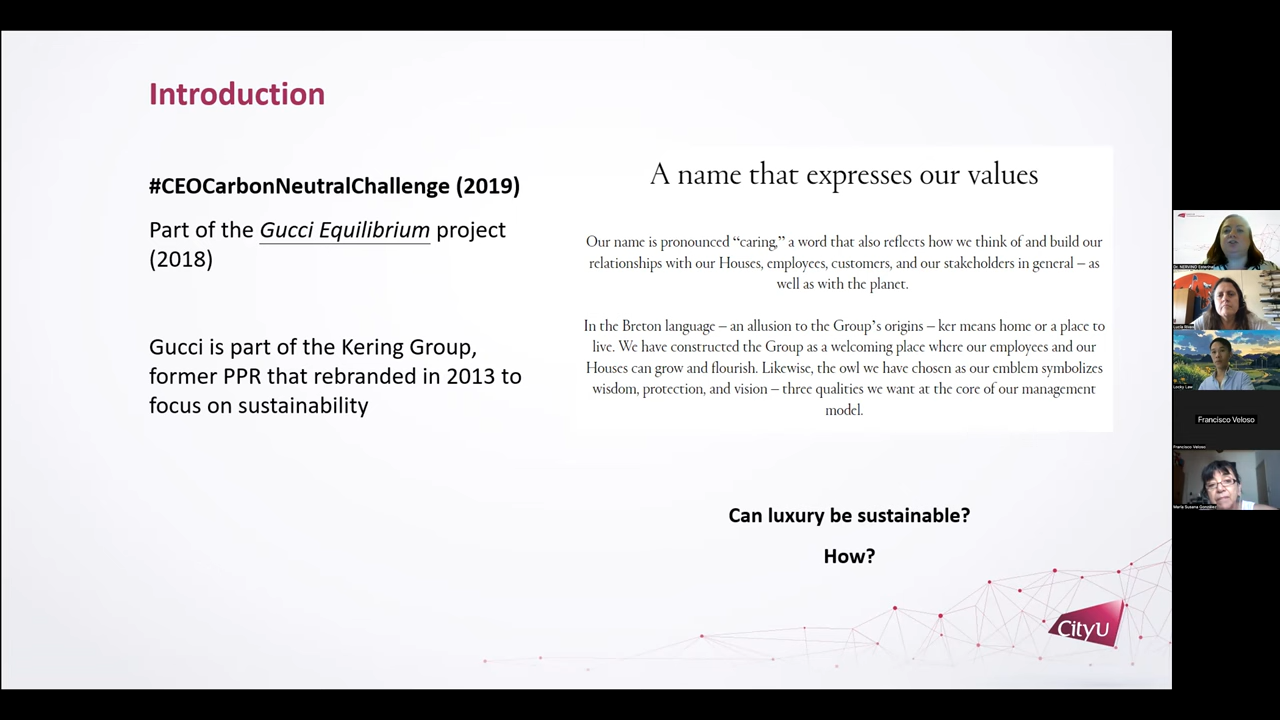 Introduction
#CEOCarbonNeutralChallenge (2019)
Part of the Gucci Equilibrium project
(2018)
Gucci is part of the Kering Group,
former PPR that rebranded in 2013 to
focus on sustainability
A name that expresses our values
Our name is pronounced “caring,” a word that also reflects how we think of and build our
relationships with our Houses, employees, customers, and our stakeholders in general – as
well as with the planet.
In the Breton language – an allusion to the Group’s origins – ker means home or a place to
live. We have constructed the Group as a welcoming place where our employees and our
Houses can grow and flourish. Likewise, the owl we have chosen as our emblem symbolizes
wisdom, protection, and vision – three qualities we want at the core of our management
model.
Can luxury be sustainable?
How?
CityU
Locky Law
Francisco Veloso
Francisco Veloso
Maria Susana González